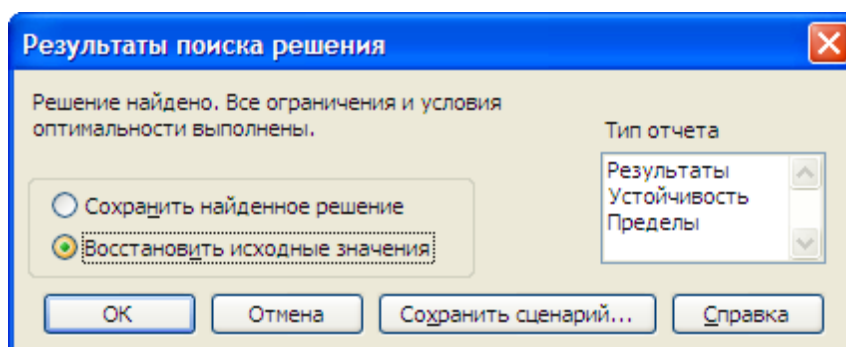 Результаты поиска решения
Решение найдено. Все ограничения и условия
оптимальности выполнены.
Тип отчета
Результаты
Устойчивость
Пределы
Сохранить найденное решение
Восстановить исходные значения
ОК
Отмена
Сохранить сценарий...
Справка